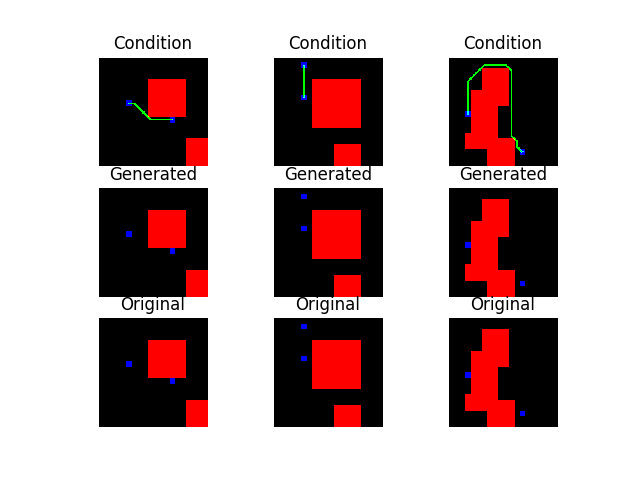 Condition Condition Condition
Generated Generated Generated
Original Original Original